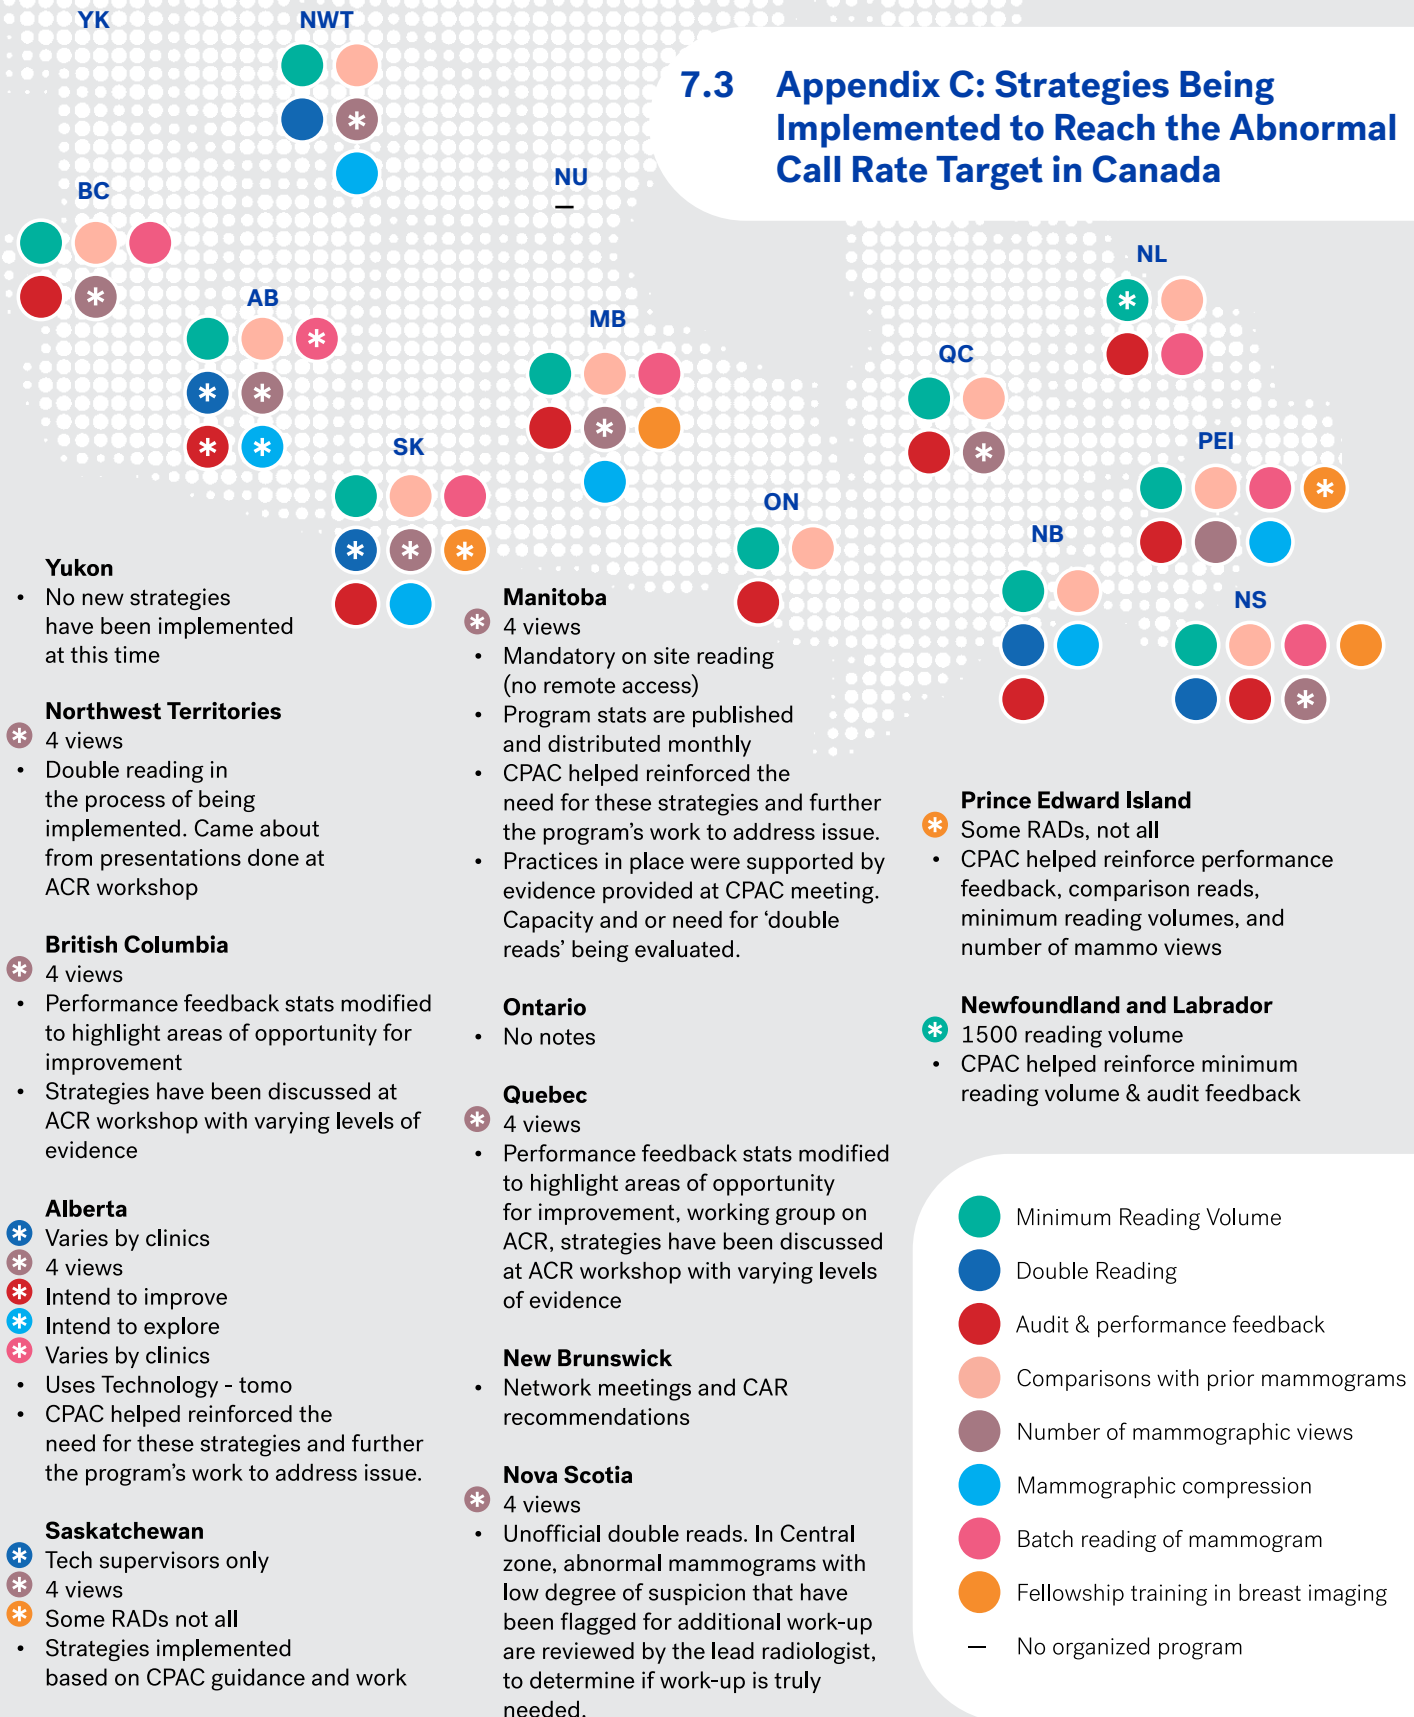 YK
NWT
7.3 Appendix C: Strategies Being
Implemented to Reach the Abnormal
Call Rate Target in Canada
*
BC
NU
—
*
NL
AB
*
*
MB
*
*
QC
*
*
*
SK
*
PEI
*
ON
*
NB
*
*
*
NS
*
Yukon
• No new strategies
have been implemented
at this time
Northwest Territories
* 4 views
• Double reading in
the process of being
implemented. Came about
from presentations done at
ACR workshop
British Columbia
* 4 views
• Performance feedback stats modified
to highlight areas of opportunity for
improvement
• Strategies have been discussed at
ACR workshop with varying levels of
evidence
Alberta
* Varies by clinics
* 4 views
* Intend to improve
* Intend to explore
* Varies by clinics
• Uses Technology - tomo
• CPAC helped reinforced the
need for these strategies and further
the program’s work to address issue.
Saskatchewan
* Tech supervisors only
* 4 views
* Some RADs not all
• Strategies implemented
based on CPAC guidance and work
Manitoba
* 4 views
• Mandatory on site reading
(no remote access)
• Program stats are published
and distributed monthly
• CPAC helped reinforced the
need for these strategies and further
the program’s work to address issue.
• Practices in place were supported by
evidence provided at CPAC meeting.
Capacity and or need for ‘double
reads’ being evaluated.
Ontario
• No notes
Quebec
* 4 views
• Performance feedback stats modified
to highlight areas of opportunity
for improvement, working group on
ACR, strategies have been discussed
at ACR workshop with varying levels
of evidence
New Brunswick
• Network meetings and CAR
recommendations
Nova Scotia
* 4 views
• Unofficial double reads. In Central
zone, abnormal mammograms with
low degree of suspicion that have
been flagged for additional work-up
are reviewed by the lead radiologist,
to determine if work-up is truly
needed.
Prince Edward Island
* Some RADs, not all
• CPAC helped reinforce performance
feedback, comparison reads,
minimum reading volumes, and
number of mammo views
Newfoundland and Labrador
* 1500 reading volume
• CPAC helped reinforce minimum
reading volume & audit feedback
Minimum Reading Volume
Double Reading
Audit & performance feedback
Comparisons with prior mammograms
Number of mammographic views
Mammographic compression
Batch reading of mammogram
Fellowship training in breast imaging
— No organized program